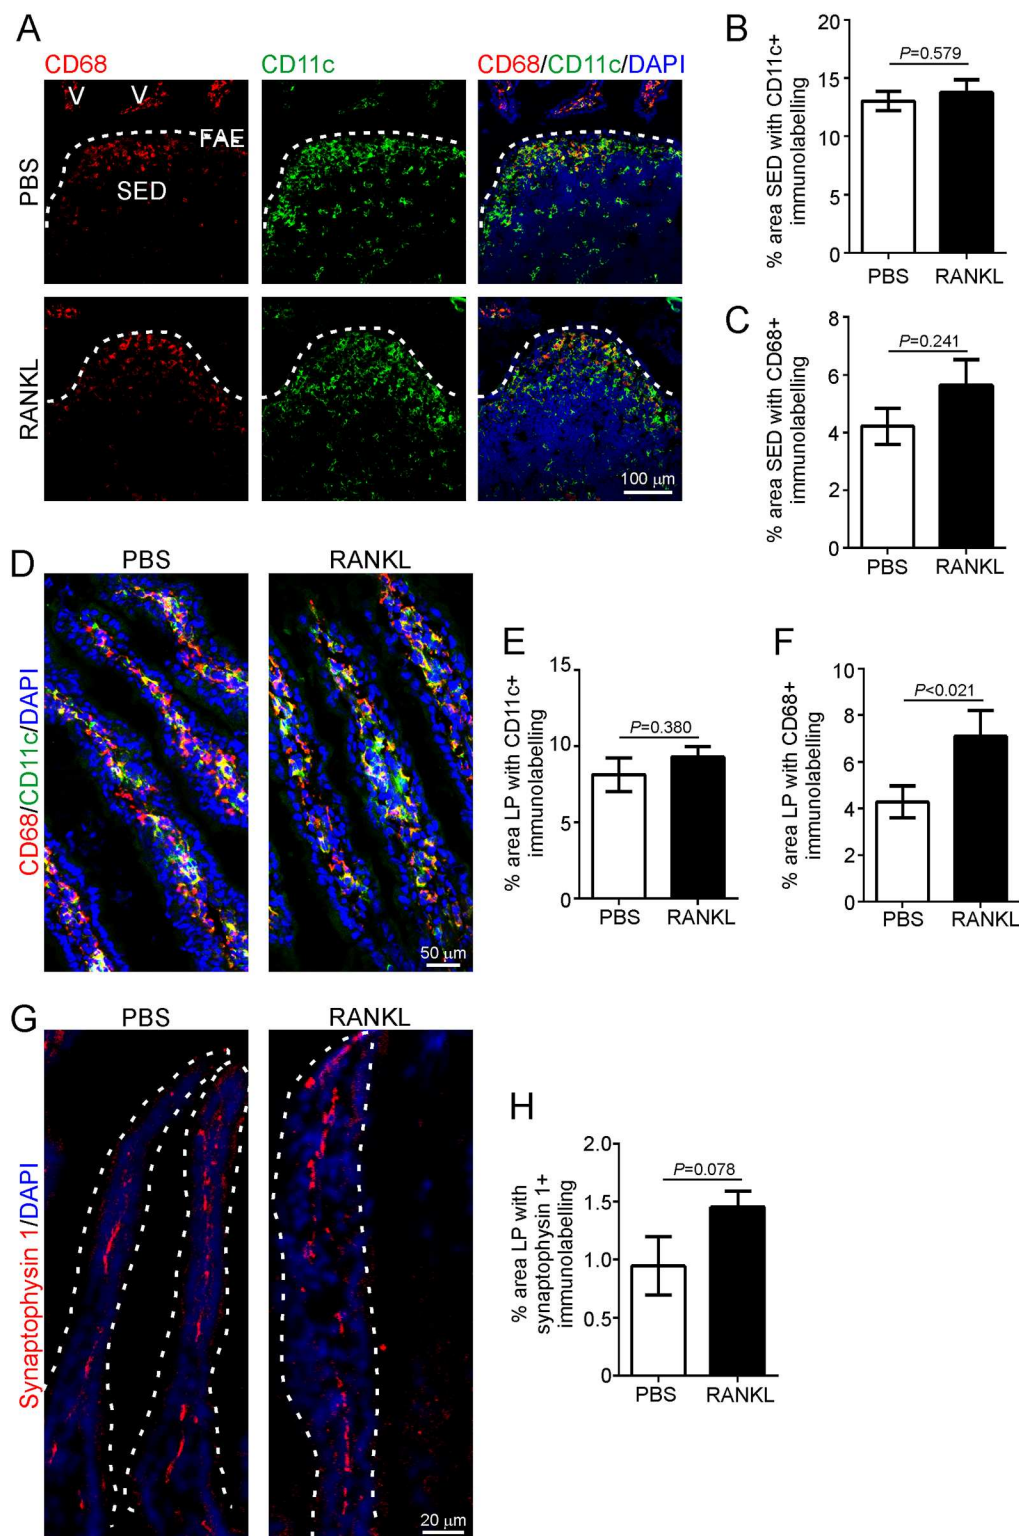 A
CD68
CD11c
CD68/CD11c/DAPI
PBS
V
V
FAE
SED
RANKL
100 µm
B
% area SED with CD11c+
immunolabelling
20
15
10
5
0
P=0.579
PBS
RANKL
C
% area SED with CD68+
immunolabelling
8
6
4
2
0
P=0.241
PBS
RANKL
D
PBS
RANKL
CD68/CD11c/DAPI
50 µm
E
% area LP with CD11c+
immunolabelling
15
10
5
0
P=0.380
PBS
RANKL
F
% area LP with CD68+
immunolabelling
10
8
6
4
2
0
P<0.021
PBS
RANKL
G
PBS
RANKL
Synaptophysin 1/DAPI
20 µm
H
% area LP with
synaptophysin 1+
immunolabelling
2.0
1.5
1.0
0.5
0
P=0.078
PBS
RANKL